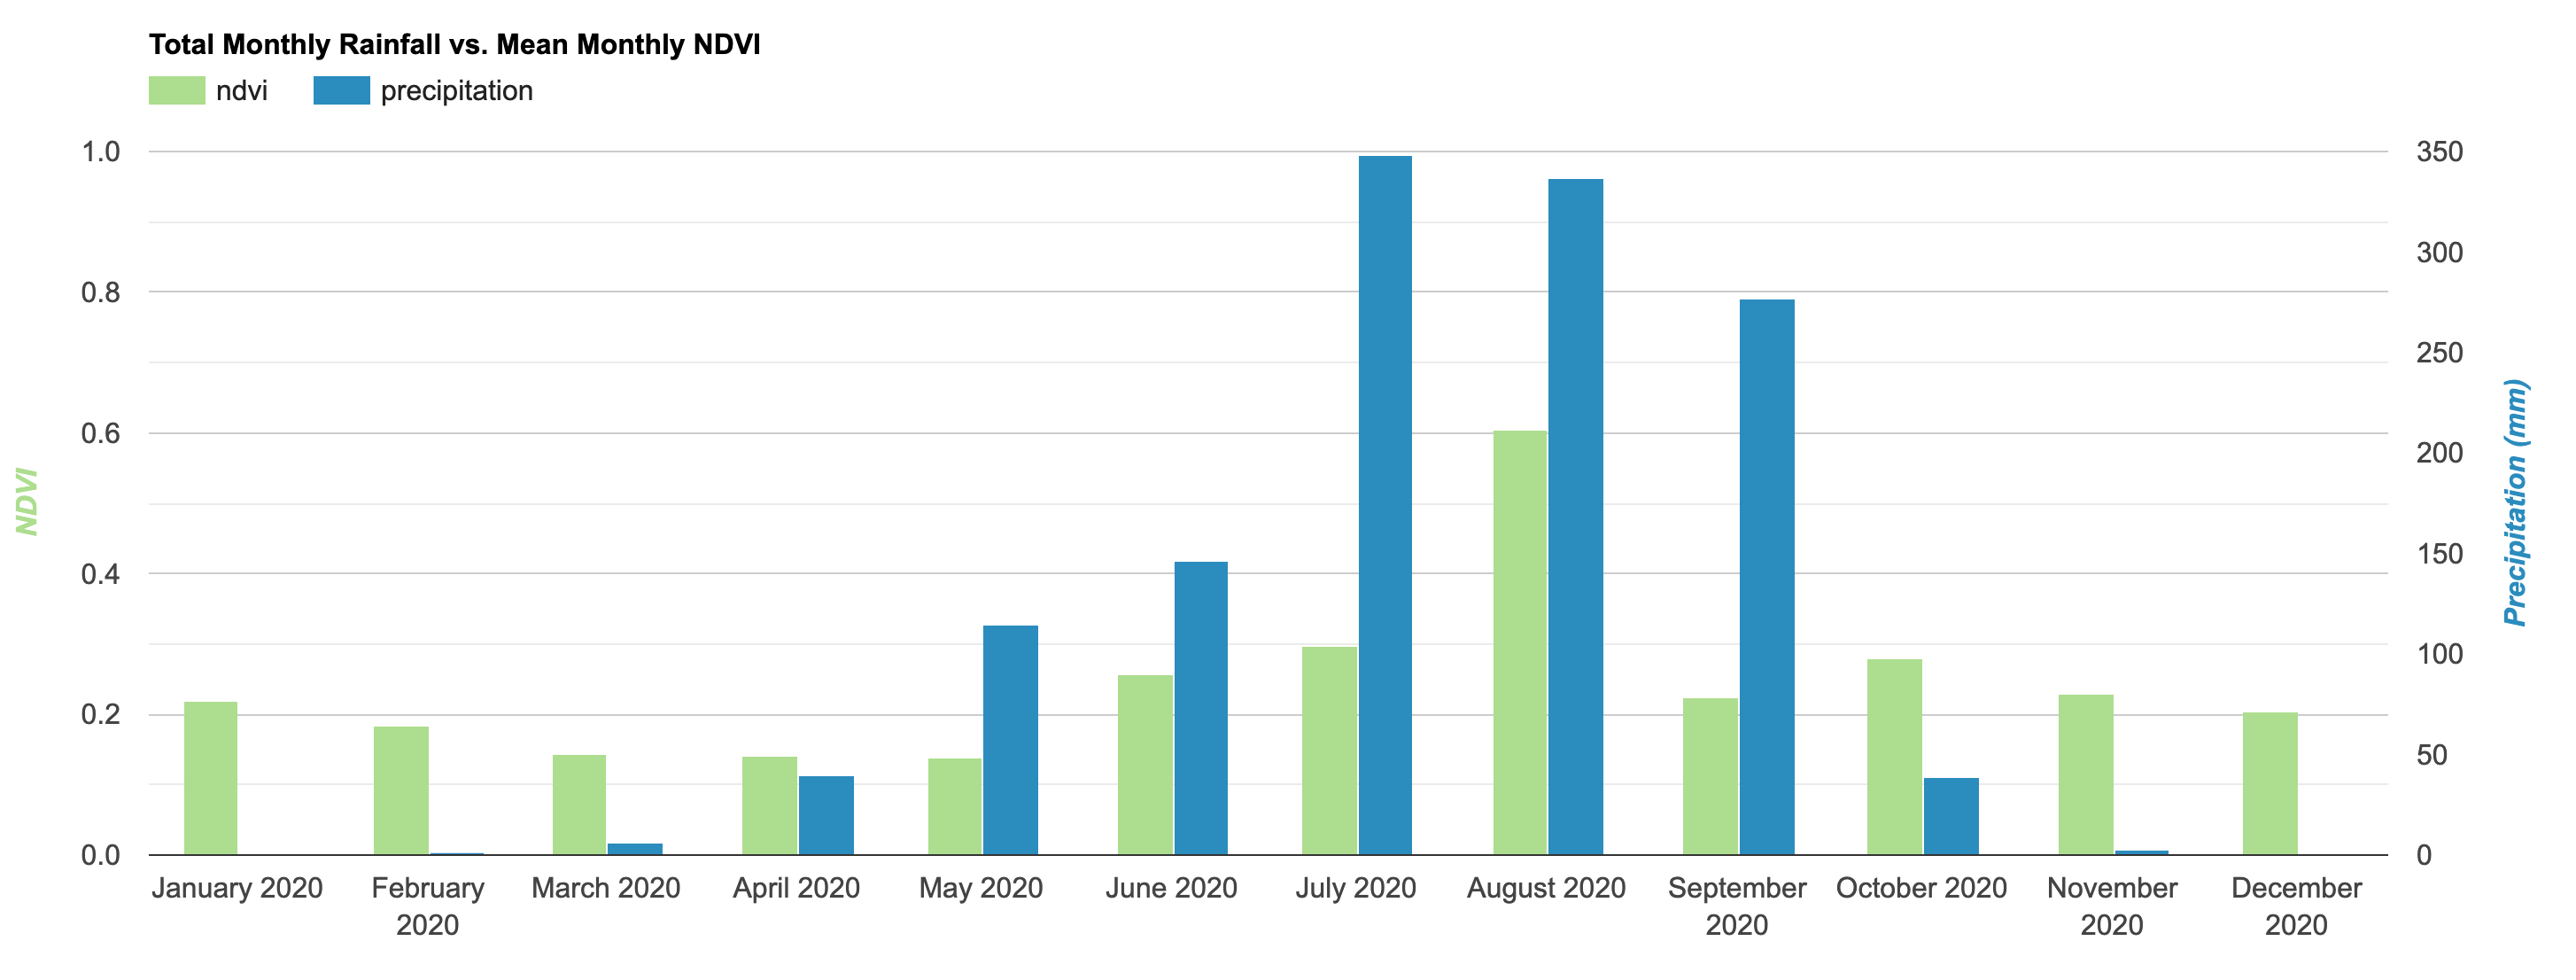 Total Monthly Rainfall vs. Mean Monthly NDVI
ndvi precipitation
1.0
0.8
0.6
0.4
0.2
0.0
NDVI
350
300
250
200
150
100
50
0
Precipitation (mm)
January 2020 February 2020 March 2020 April 2020 May 2020 June 2020 July 2020 August 2020 September 2020 October 2020 November 2020 December 2020